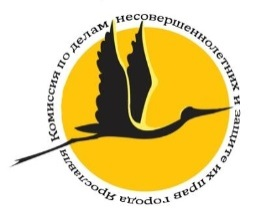 Комиссия по делам несовершеннолетних и защите их прав города Ярославля